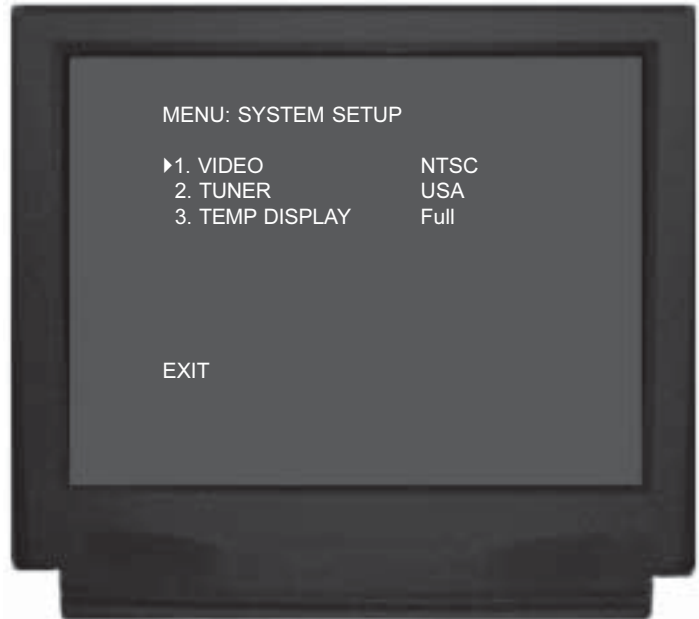 MENU: SYSTEM SETUP
1. VIDEO NTSC
2. TUNER USA
3. TEMP DISPLAY Full
EXIT